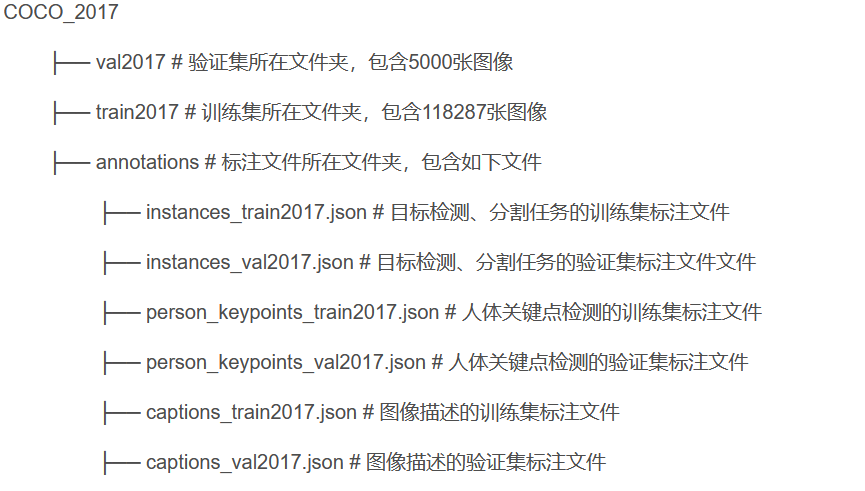 COCO_2017
├── val2017 # 验证集所在文件夹，包含5000张图像
├── train2017 # 训练集所在文件夹，包含118287张图像
├── annotations # 标注文件所在文件夹，包含如下文件
├── instances_train2017.json # 目标检测、分割任务的训练集标注文件
├── instances_val2017.json # 目标检测、分割任务的验证集标注文件文件
├── person_keypoints_train2017.json # 人体关键点检测的训练集标注文件
├── person_keypoints_val2017.json # 人体关键点检测的验证集标注文件
├── captions_train2017.json # 图像描述的训练集标注文件
├── captions_val2017.json # 图像描述的验证集标注文件